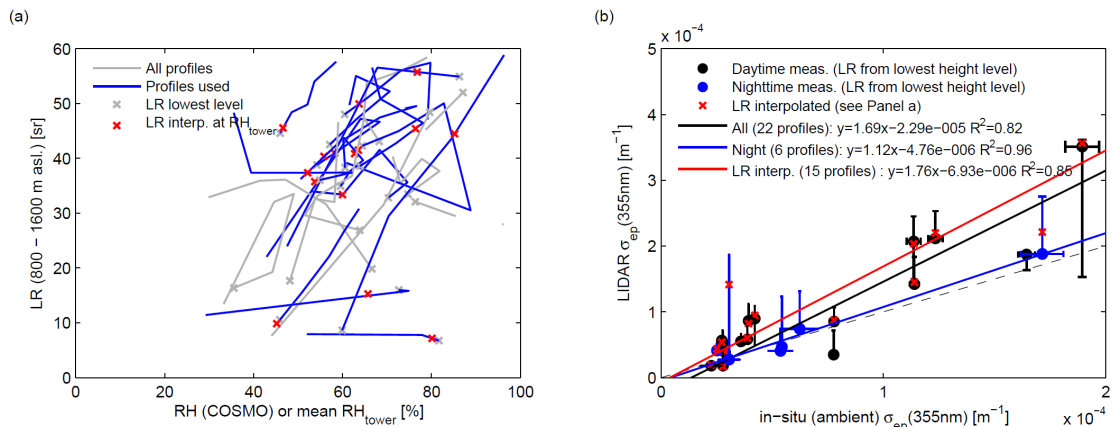 (a)
(b)
LR (800 − 1600 m asl.) [sr]
60
50
40
30
20
10
0
All profiles
Profiles used
LR lowest level
LR interp. at RHtower
0 20 40 60 80 100
RH (COSMO) or mean RHtower [%]
x 10−4
LIDAR σep(355nm) [m−1]
5
4
3
2
1
0
Daytime meas. (LR from lowest height level)
Nighttime meas. (LR from lowest height level)
LR interpolated (see Panel a)
All (22 profiles): y=1.69x−2.29e−005 R2=0.82
Night (6 profiles): y=1.12x−4.76e−006 R2=0.96
LR interp. (15 profiles) : y=1.76x−6.93e−006 R2=0.85
0 1 2
in−situ (ambient) σep(355nm) [m−1]
x 10−4